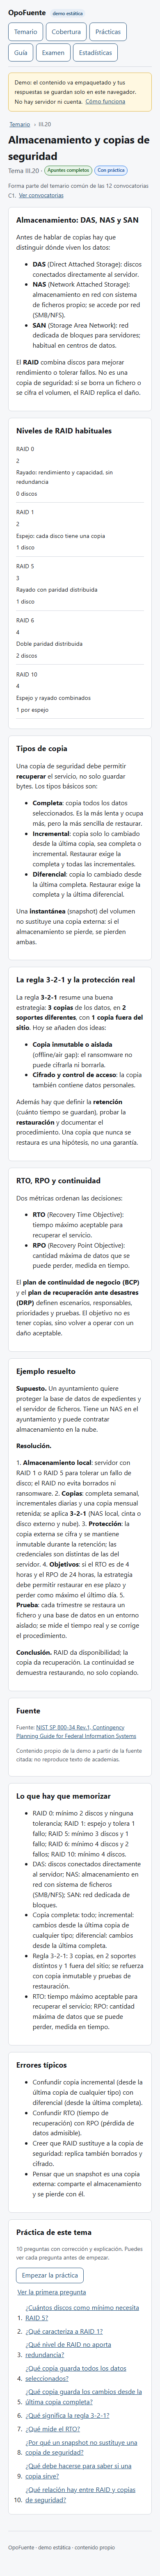 OpoFuente demo estática
Temario Cobertura Prácticas
Guía Examen Estadísticas
Demo: el contenido va empaquetado y tus
respuestas se guardan solo en este navegador.
No hay servidor ni cuenta. Cómo funciona
Temario › III.20
Almacenamiento y copias de
seguridad
Tema III.20 · Apuntes completos Con práctica
Forma parte del temario común de las 12 convocatorias
C1. Ver convocatorias
Almacenamiento: DAS, NAS y SAN
Antes de hablar de copias hay que
distinguir dónde viven los datos:
• DAS (Direct Attached Storage): discos
conectados directamente al servidor.
• NAS (Network Attached Storage):
almacenamiento en red con sistema
de ficheros propio; se accede por red
(SMB/NFS).
• SAN (Storage Area Network): red
dedicada de bloques para servidores;
habitual en centros de datos.
El RAID combina discos para mejorar
rendimiento o tolerar fallos. No es una
copia de seguridad: si se borra un fichero o
se cifra el volumen, el RAID replica el daño.
Niveles de RAID habituales
RAID 0
2
Rayado: rendimiento y capacidad, sin
redundancia
0 discos
RAID 1
2
Espejo: cada disco tiene una copia
1 disco
RAID 5
3
Rayado con paridad distribuida
1 disco
RAID 6
4
Doble paridad distribuida
2 discos
RAID 10
4
Espejo y rayado combinados
1 por espejo
Tipos de copia
Una copia de seguridad debe permitir
recuperar el servicio, no solo guardar
bytes. Los tipos básicos son:
• Completa: copia todos los datos
seleccionados. Es la más lenta y ocupa
más, pero la más sencilla de restaurar.
• Incremental: copia solo lo cambiado
desde la última copia, sea completa o
incremental. Restaurar exige la
completa y todas las incrementales.
• Diferencial: copia lo cambiado desde
la última completa. Restaurar exige la
completa y la última diferencial.
Una instantánea (snapshot) del volumen
no sustituye una copia externa: si el
almacenamiento se pierde, se pierden
ambas.
La regla 3-2-1 y la protección real
La regla 3-2-1 resume una buena
estrategia: 3 copias de los datos, en 2
soportes diferentes, con 1 copia fuera del
sitio. Hoy se añaden dos ideas:
• Copia inmutable o aislada
(offline/air gap): el ransomware no
puede cifrarla ni borrarla.
• Cifrado y control de acceso: la copia
también contiene datos personales.
Además hay que definir la retención
(cuánto tiempo se guardan), probar la
restauración y documentar el
procedimiento. Una copia que nunca se
restaura es una hipótesis, no una garantía.
RTO, RPO y continuidad
Dos métricas ordenan las decisiones:
• RTO (Recovery Time Objective):
tiempo máximo aceptable para
recuperar el servicio.
• RPO (Recovery Point Objective):
cantidad máxima de datos que se
puede perder, medida en tiempo.
El plan de continuidad de negocio (BCP)
y el plan de recuperación ante desastres
(DRP) definen escenarios, responsables,
prioridades y pruebas. El objetivo no es
tener copias, sino volver a operar con un
daño aceptable.
Ejemplo resuelto
Supuesto. Un ayuntamiento quiere
proteger la base de datos de expedientes y
el servidor de ficheros. Tiene un NAS en el
ayuntamiento y puede contratar
almacenamiento en la nube.
Resolución.
1. Almacenamiento local: servidor con
RAID 1 o RAID 5 para tolerar un fallo de
disco; el RAID no evita borrados ni
ransomware. 2. Copias: completa semanal,
incrementales diarias y una copia mensual
retenida; se aplica 3-2-1 (NAS local, cinta o
disco externo y nube). 3. Protección: la
copia externa se cifra y se mantiene
inmutable durante la retención; las
credenciales son distintas de las del
servidor. 4. Objetivos: si el RTO es de 4
horas y el RPO de 24 horas, la estrategia
debe permitir restaurar en ese plazo y
perder como máximo el último día. 5.
Prueba: cada trimestre se restaura un
fichero y una base de datos en un entorno
aislado; se mide el tiempo real y se corrige
el procedimiento.
Conclusión. RAID da disponibilidad; la
copia da recuperación. La continuidad se
demuestra restaurando, no solo copiando.
Fuente
Fuente: NIST SP 800-34 Rev.1, Contingency
Planning Guide for Federal Information Systems
Contenido propio de la demo a partir de la fuente
citada; no reproduce texto de academias.
Lo que hay que memorizar
• RAID 0: mínimo 2 discos y ninguna
tolerancia; RAID 1: espejo y tolera 1
fallo; RAID 5: mínimo 3 discos y 1
fallo; RAID 6: mínimo 4 discos y 2
fallos; RAID 10: mínimo 4 discos.
• DAS: discos conectados directamente
al servidor; NAS: almacenamiento en
red con sistema de ficheros
(SMB/NFS); SAN: red dedicada de
bloques.
• Copia completa: todo; incremental:
cambios desde la última copia de
cualquier tipo; diferencial: cambios
desde la última completa.
• Regla 3-2-1: 3 copias, en 2 soportes
distintos y 1 fuera del sitio; se refuerza
con copia inmutable y pruebas de
restauración.
• RTO: tiempo máximo aceptable para
recuperar el servicio; RPO: cantidad
máxima de datos que se puede
perder, medida en tiempo.
Errores típicos
• Confundir copia incremental (desde la
última copia de cualquier tipo) con
diferencial (desde la última completa).
• Confundir RTO (tiempo de
recuperación) con RPO (pérdida de
datos admisible).
• Creer que RAID sustituye a la copia de
seguridad: replica también borrados y
cifrado.
• Pensar que un snapshot es una copia
externa: comparte el almacenamiento
y se pierde con él.
Práctica de este tema
10 preguntas con corrección y explicación. Puedes
ver cada pregunta antes de empezar.
Empezar la práctica
Ver la primera pregunta
1. ¿Cuántos discos como mínimo necesita
RAID 5?
2. ¿Qué caracteriza a RAID 1?
3. ¿Qué nivel de RAID no aporta
redundancia?
4. ¿Qué copia guarda todos los datos
seleccionados?
5. ¿Qué copia guarda los cambios desde la
última copia completa?
6. ¿Qué significa la regla 3-2-1?
7. ¿Qué mide el RTO?
8. ¿Por qué un snapshot no sustituye una
copia de seguridad?
9. ¿Qué debe hacerse para saber si una
copia sirve?
10. ¿Qué relación hay entre RAID y copias
de seguridad?
OpoFuente · demo estática · contenido propio